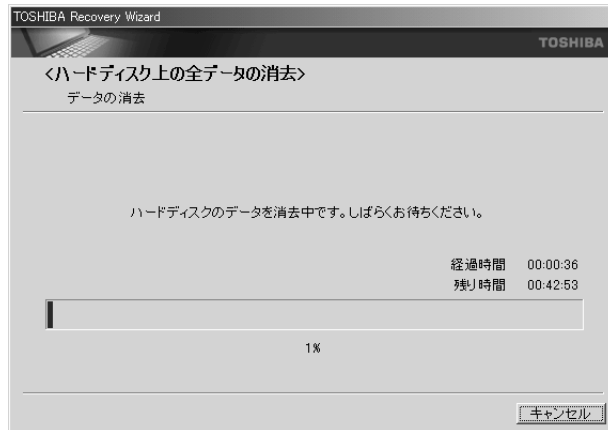 TOSHIBA Recovery Wizard
TOSHIBA
<ハードディスク上の全データの消去>
データの消去
ハードディスクのデータを消去中です。しばらくお待ちください。
経過時間 00:00:36
残り時間 00:42:53
1%
キャンセル